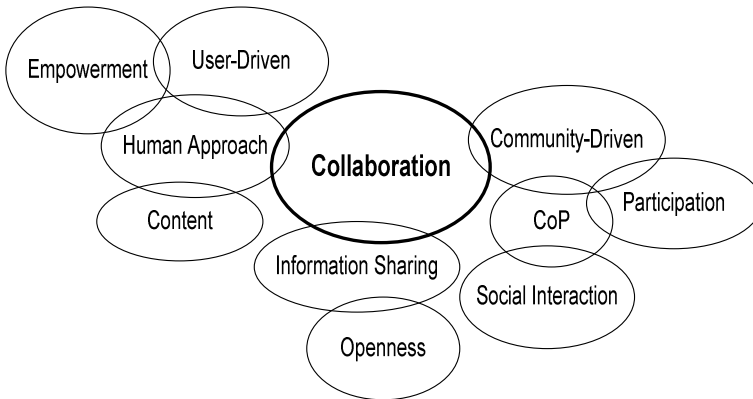 User-Driven
Empowerment
Human Approach
Collaboration
Community-Driven
Content
CoP
Participation
Information Sharing
Social Interaction
Openness